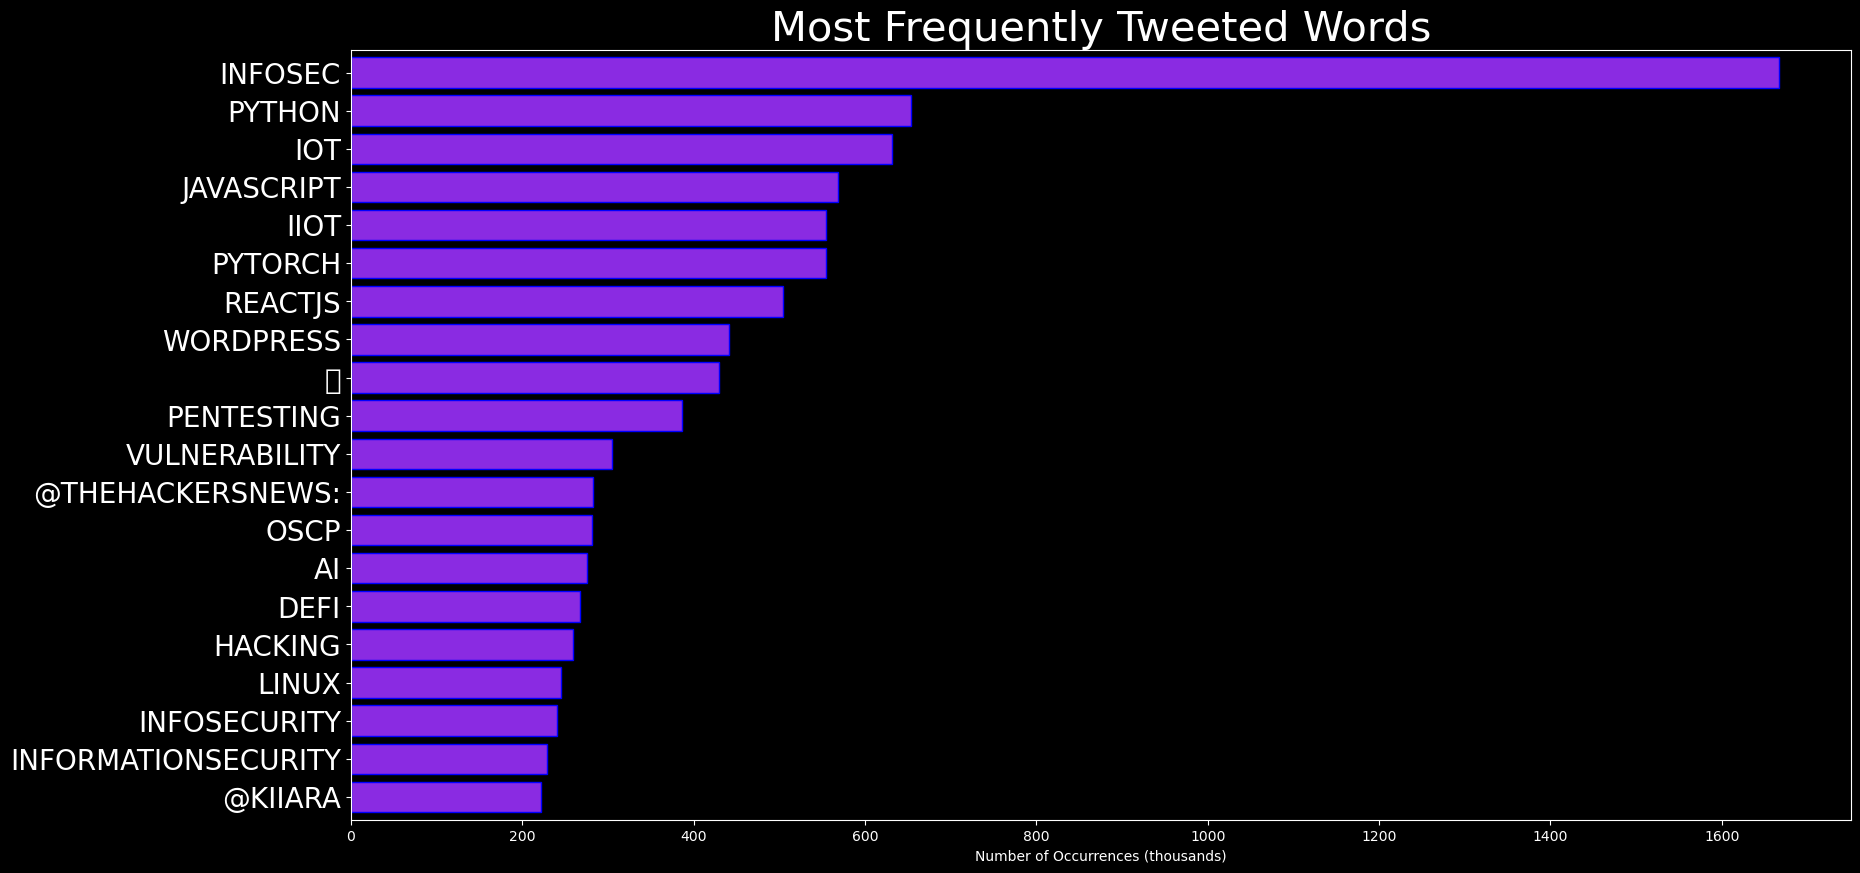 Most Frequently Tweeted Words
INFOSEC
PYTHON
IOT
JAVASCRIPT
IIOT
PYTORCH
REACTJS
WORDPRESS
PENTESTING
VULNERABILITY
@THEHACKERSNEWS:
OSCP
AI
DEFI
HACKING
LINUX
INFOSECURITY
INFORMATIONSECURITY
@KIIARA
0 200 400 600 800 1000 1200 1400 1600
Number of Occurrences (thousands)